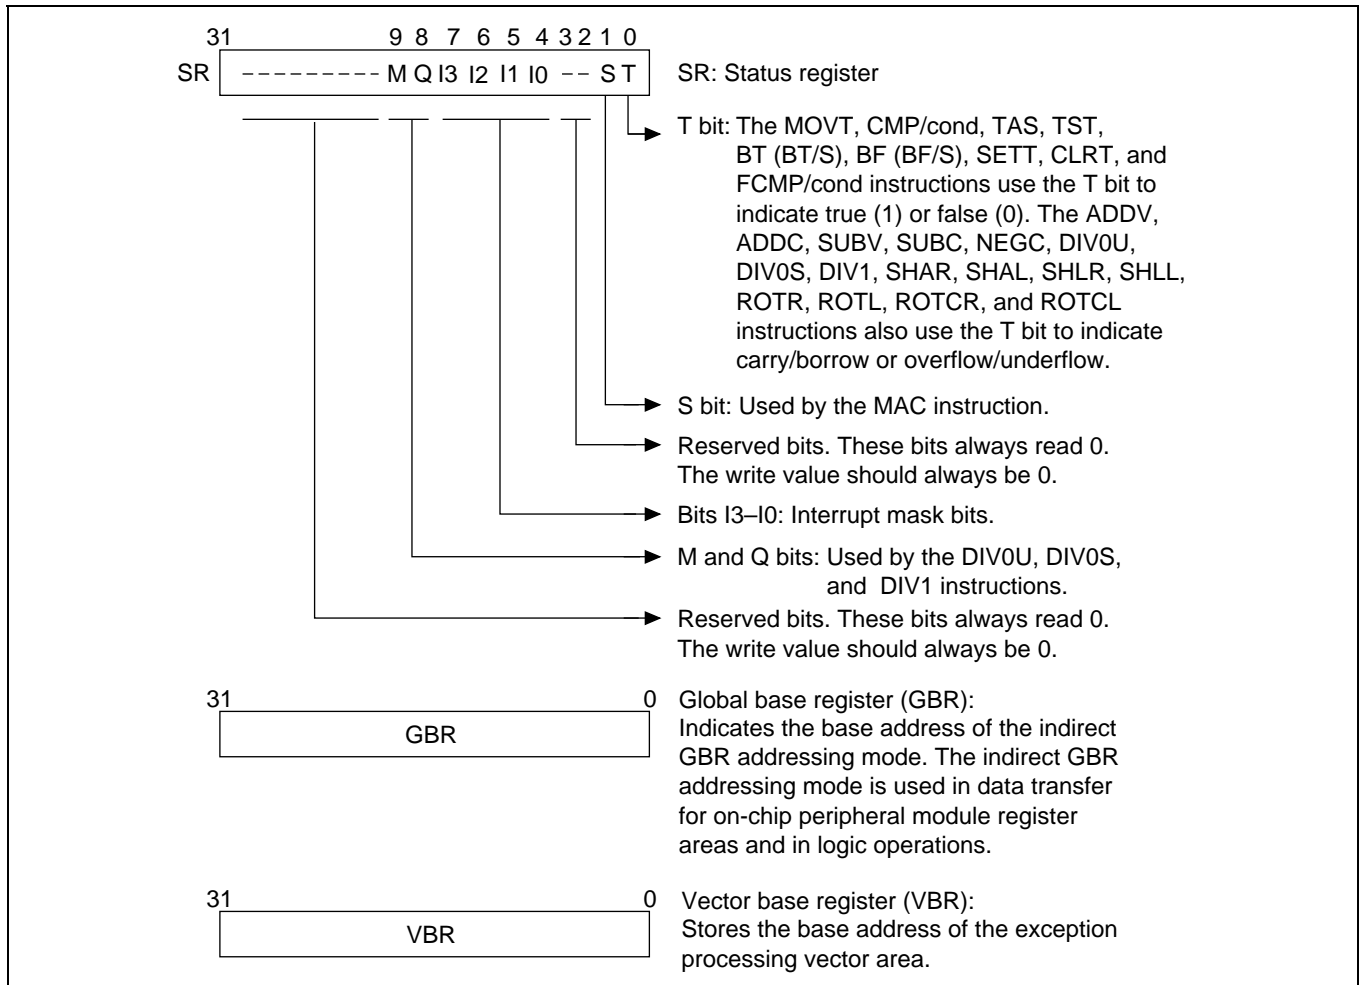 31 9 8 7 6 5 4 3 2 1 0
SR --------- M Q I3 I2 I1 I0 -- S T SR: Status register
T bit: The MOVT, CMP/cond, TAS, TST,
BT (BT/S), BF (BF/S), SETT, CLRT, and
FCMP/cond instructions use the T bit to
indicate true (1) or false (0). The ADDV,
ADDC, SUBV, SUBC, NEGC, DIV0U,
DIV0S, DIV1, SHAR, SHAL, SHLR, SHLL,
ROTR, ROTL, ROTCR, and ROTCL
instructions also use the T bit to indicate
carry/borrow or overflow/underflow.
S bit: Used by the MAC instruction.
Reserved bits. These bits always read 0.
The write value should always be 0.
Bits I3–I0: Interrupt mask bits.
M and Q bits: Used by the DIV0U, DIV0S,
and DIV1 instructions.
Reserved bits. These bits always read 0.
The write value should always be 0.
31 0 Global base register (GBR):
GBR Indicates the base address of the indirect
GBR addressing mode. The indirect GBR
addressing mode is used in data transfer
for on-chip peripheral module register
areas and in logic operations.
31 0 Vector base register (VBR):
VBR Stores the base address of the exception
processing vector area.